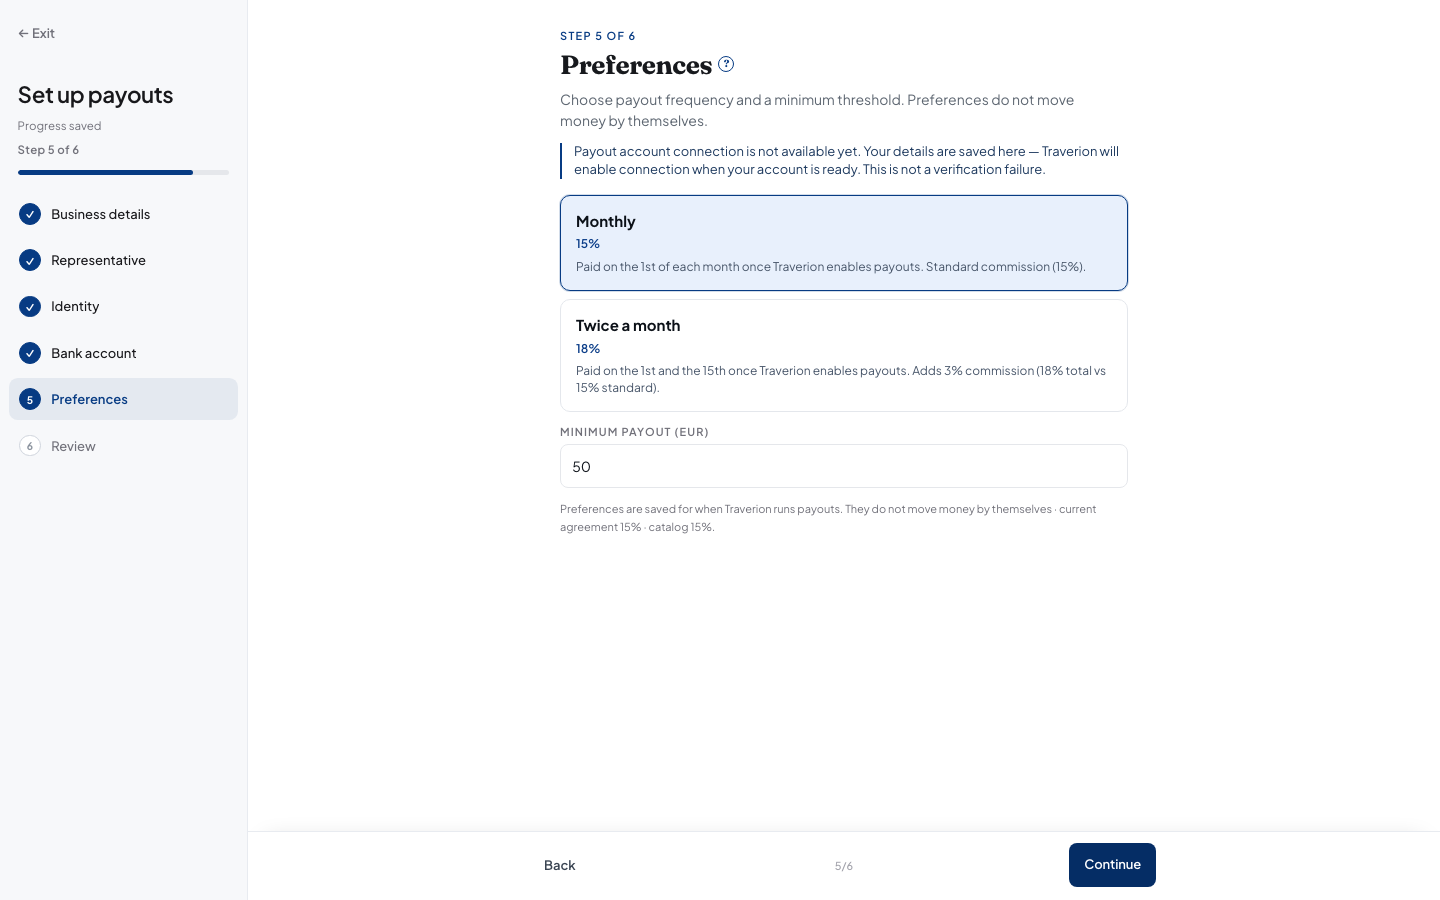 ← Exit
Set up payouts
Progress saved
Step 5 of 6
Business details
Representative
Identity
Bank account
5 Preferences
6 Review
STEP 5 OF 6
Preferences ?
Choose payout frequency and a minimum threshold. Preferences do not move
money by themselves.
Payout account connection is not available yet. Your details are saved here — Traverion will
enable connection when your account is ready. This is not a verification failure.
Monthly
15%
Paid on the 1st of each month once Traverion enables payouts. Standard commission (15%).
Twice a month
18%
Paid on the 1st and the 15th once Traverion enables payouts. Adds 3% commission (18% total vs
15% standard).
MINIMUM PAYOUT (EUR)
50
Preferences are saved for when Traverion runs payouts. They do not move money by themselves · current
agreement 15% · catalog 15%.
Back
5/6
Continue